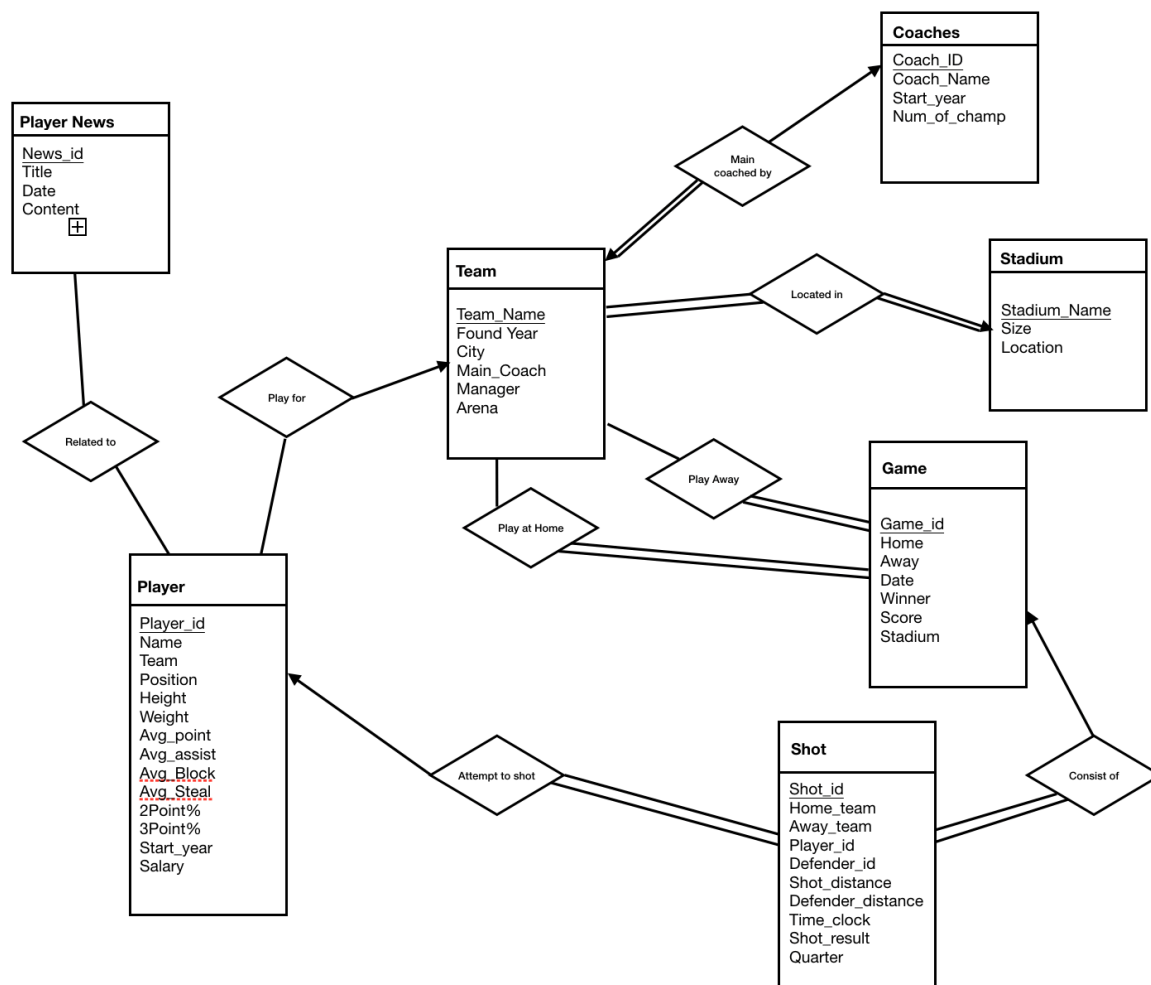 Coaches
Coach_ID
Coach_Name
Start_year
Num_of_champ
Player News
News_id
Title
Date
Content
Main
coached by
Team
Team_Name
Found Year
City
Main_Coach
Manager
Arena
Located in
Stadium
Stadium_Name
Size
Location
Play for
Related to
Play Away
Play at Home
Game
Game_id
Home
Away
Date
Winner
Score
Stadium
Player
Player_id
Name
Team
Position
Height
Weight
Avg_point
Avg_assist
Avg_Block
Avg_Steal
2Point%
3Point%
Start_year
Salary
Attempt to shot
Shot
Shot_id
Home_team
Away_team
Player_id
Defender_id
Shot_distance
Defender_distance
Time_clock
Shot_result
Quarter
Consist of